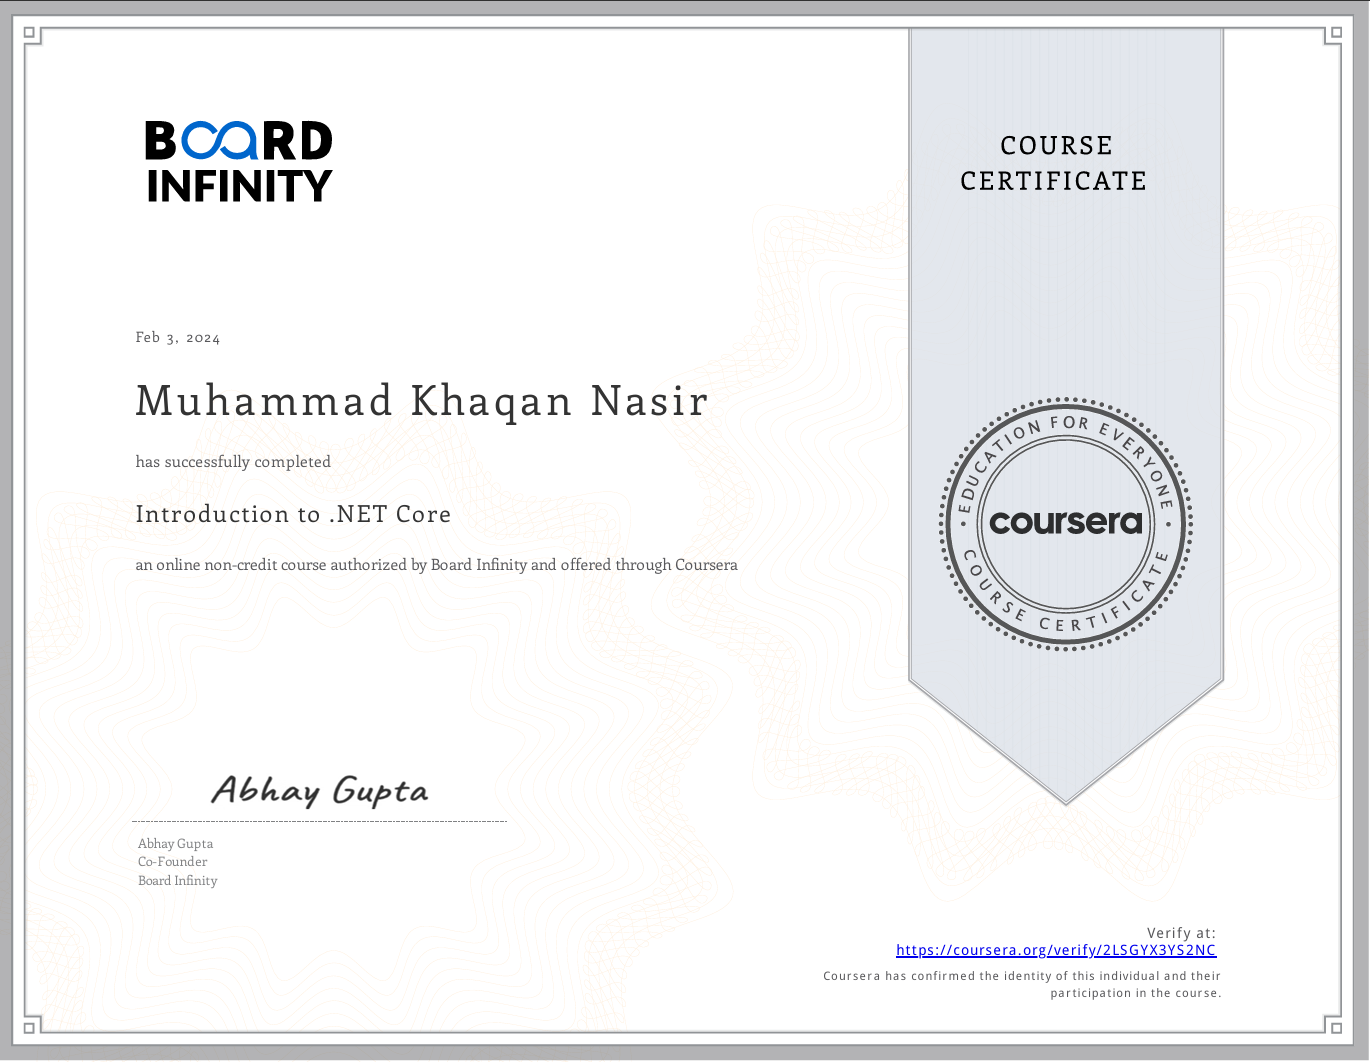 BOARD
INFINITY
COURSE
CERTIFICATE
Feb 3, 2024
Muhammad Khaqan Nasir
has successfully completed
Introduction to .NET Core
an online non-credit course authorized by Board Infinity and offered through Coursera
EDUCATION FOR EVERYONE
coursera
COURSE CERTIFICATE
Abhay Gupta
Abhay Gupta
Co-Founder
Board Infinity
Verify at:
https://coursera.org/verify/2LSGYX3YS2NC
Coursera has confirmed the identity of this individual and their
participation in the course.